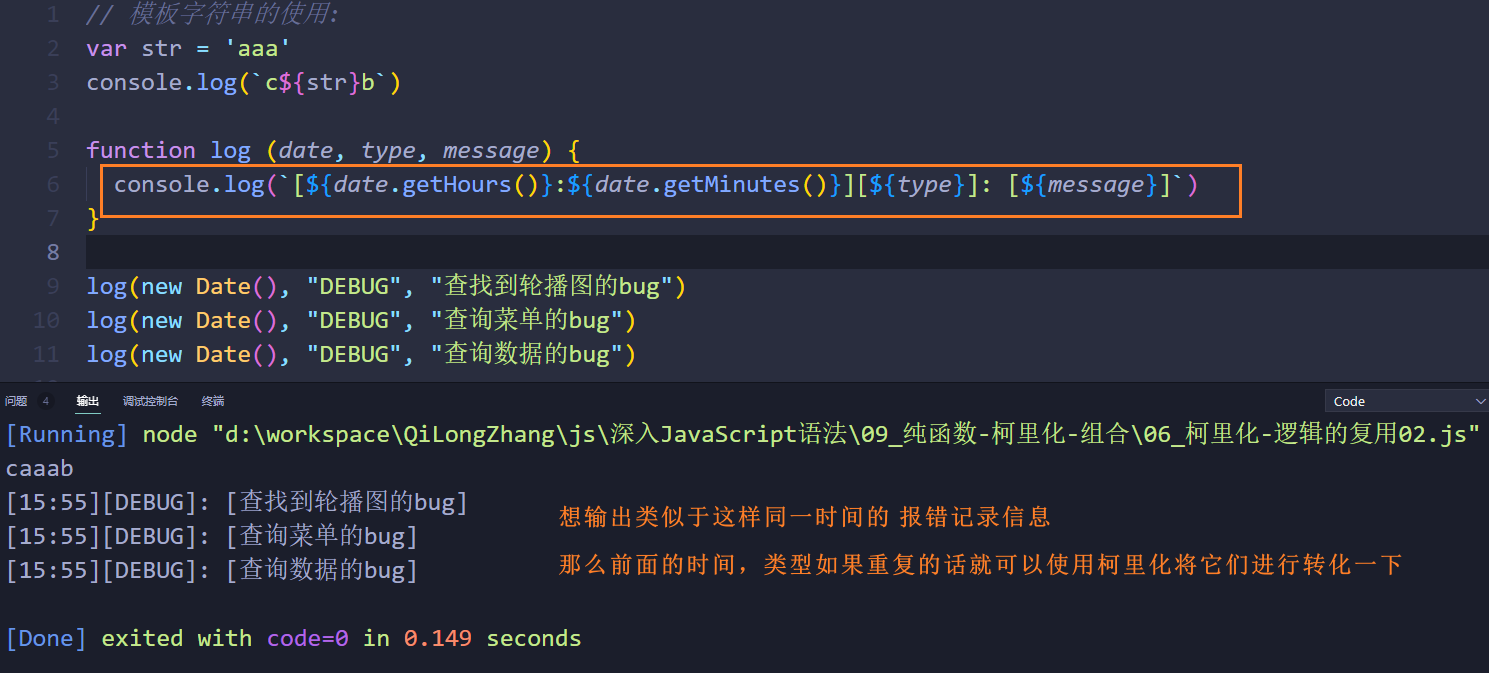 1 // 模板字符串的使用:
2 var str = 'aaa'
3 console.log(`c${str}b`)
4
5 function log (date, type, message) {
6 console.log(`[${date.getHours()}:${date.getMinutes()}][${type}]: [${message}]`)
7 }
8
9 log(new Date(), "DEBUG", "查找到轮播图的bug")
10 log(new Date(), "DEBUG", "查询菜单的bug")
11 log(new Date(), "DEBUG", "查询数据的bug")
问题 4 输出 调试控制台 终端 Code
[Running] node "d:\workspace\QiLongZhang\js\深入JavaScript语法\09_纯函数-柯里化-组合\06_柯里化-逻辑的复用02.js"
caaab
[15:55][DEBUG]: [查找到轮播图的bug]
想输出类似于这样同一时间的 报错记录信息
[15:55][DEBUG]: [查询菜单的bug]
那么前面的时间，类型如果重复的话就可以使用柯里化将它们进行转化一下
[15:55][DEBUG]: [查询数据的bug]
[Done] exited with code=0 in 0.149 seconds